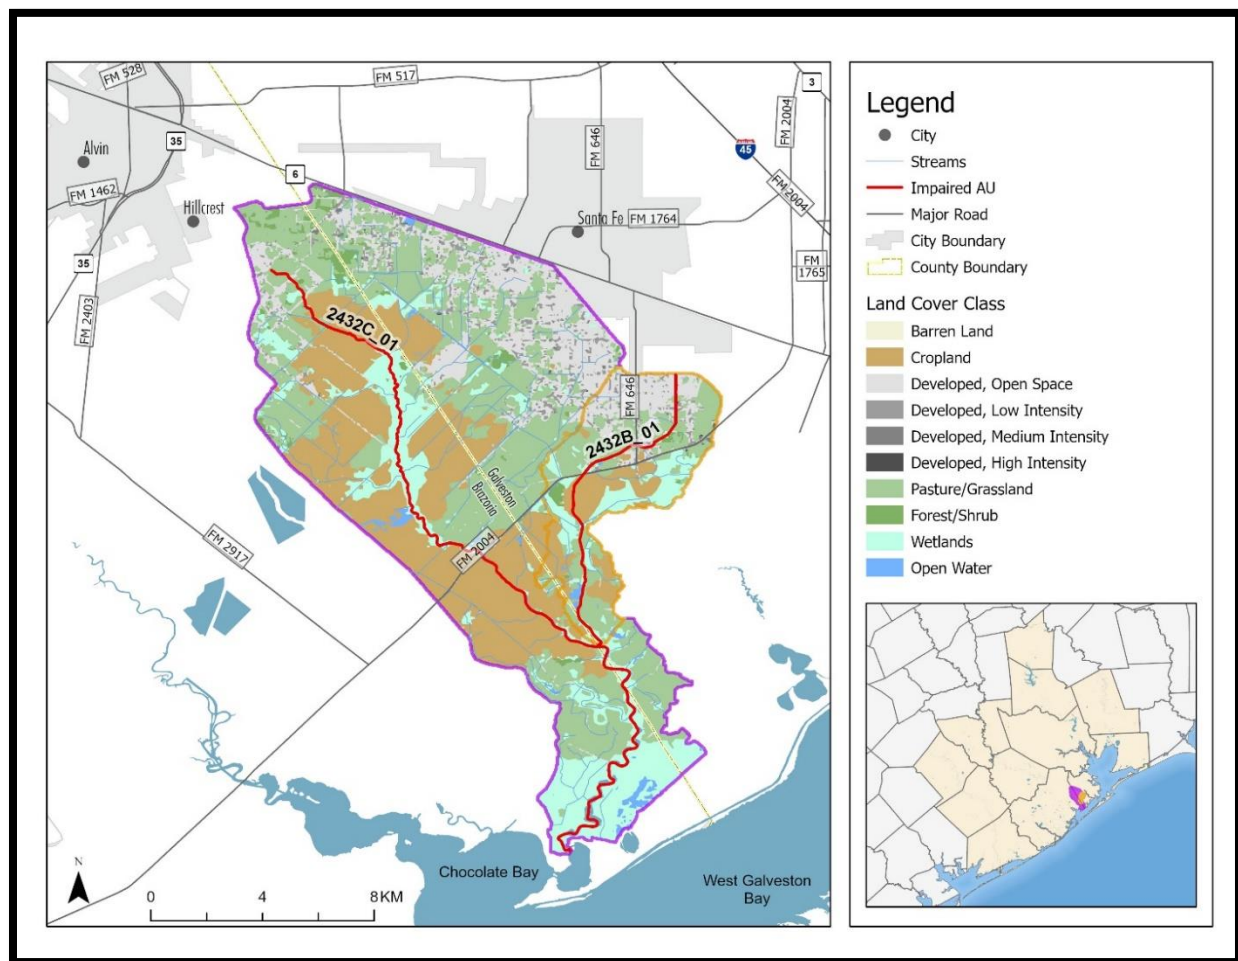 FM 528
FM 517
3
Alvin
35
FM 646
45
FM 2004
FM 1462
6
FM 2004
Hillcrest
Santa Fe
FM 1764
35
FM
1765
FM 2403
2432C_01
FM 646
2432B_01
Galveston
Brazoria
FM 2917
FM 2004
Chocolate Bay
West Galveston
Bay
N
0
4
8KM
Legend
City
Streams
Impaired AU
Major Road
City Boundary
County Boundary
Land Cover Class
Barren Land
Cropland
Developed, Open Space
Developed, Low Intensity
Developed, Medium Intensity
Developed, High Intensity
Pasture/Grassland
Forest/Shrub
Wetlands
Open Water